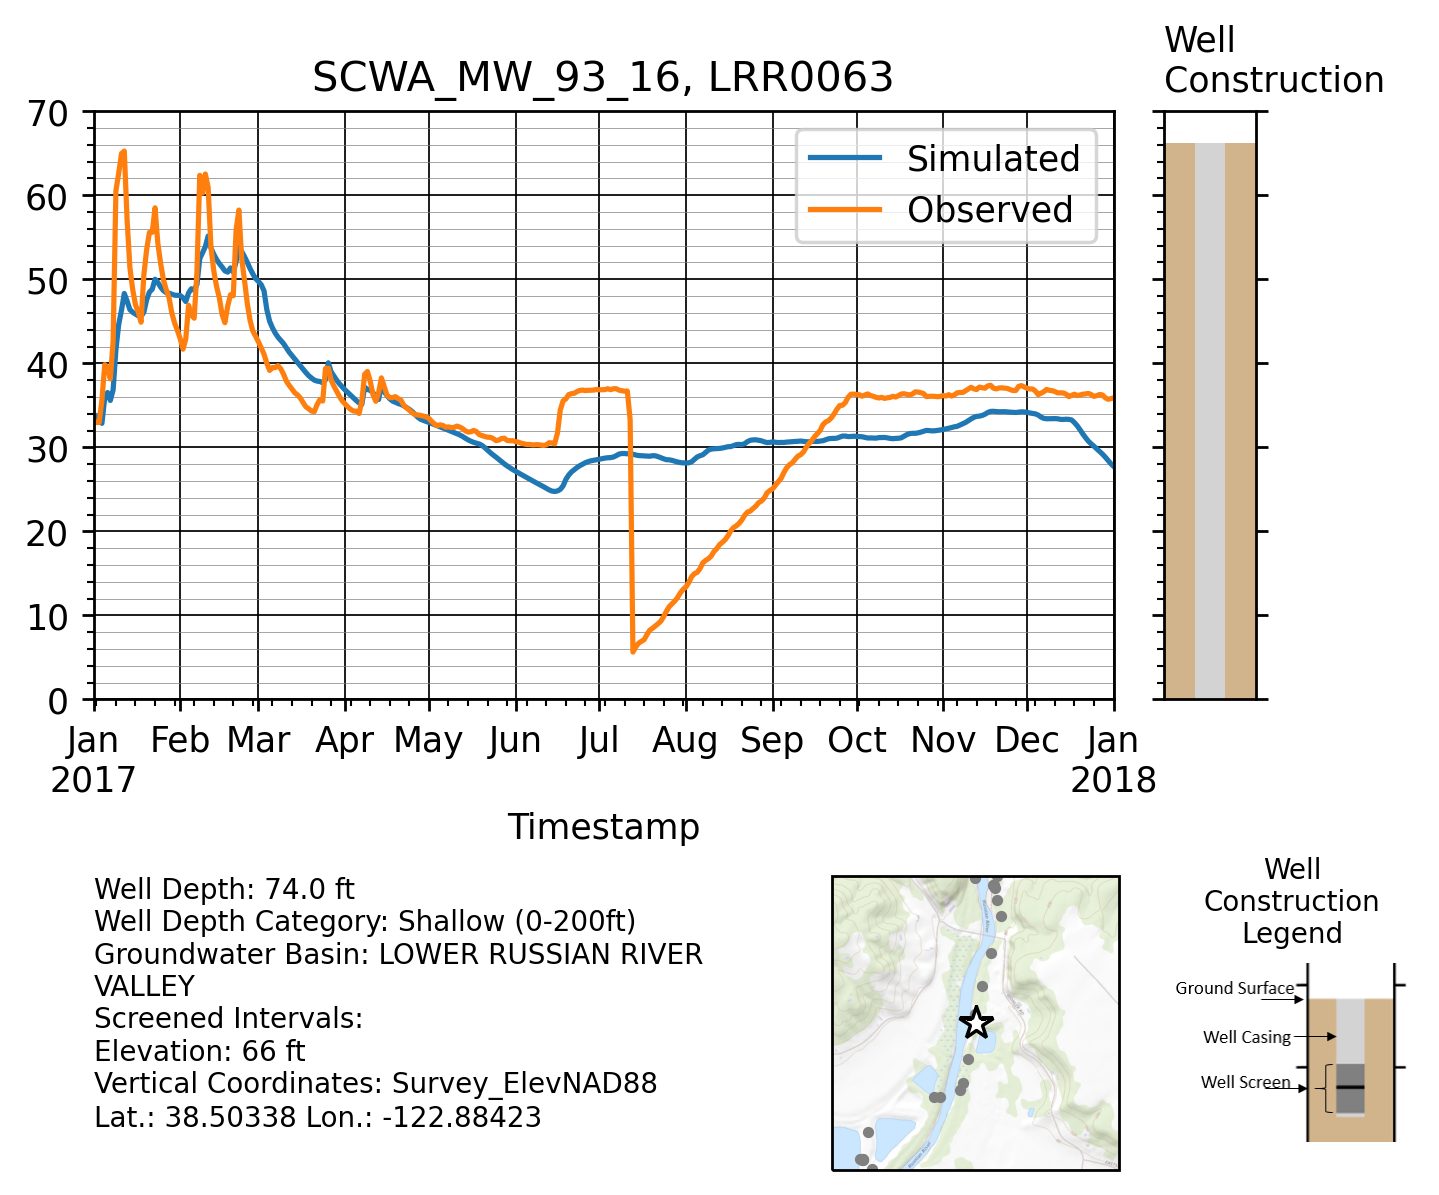 Well
Construction
SCWA_MW_93_16, LRR0063
70
60
50
40
30
20
10
0
Simulated
Observed
Jan Feb Mar Apr May Jun Jul Aug Sep Oct Nov Dec Jan
2017 2018
Timestamp
Well Depth: 74.0 ft
Well Depth Category: Shallow (0-200ft)
Groundwater Basin: LOWER RUSSIAN RIVER
VALLEY
Screened Intervals:
Elevation: 66 ft
Vertical Coordinates: Survey_ElevNAD88
Lat.: 38.50338 Lon.: -122.88423
Well
Construction
Legend
Ground Surface
Well Casing
Well Screen